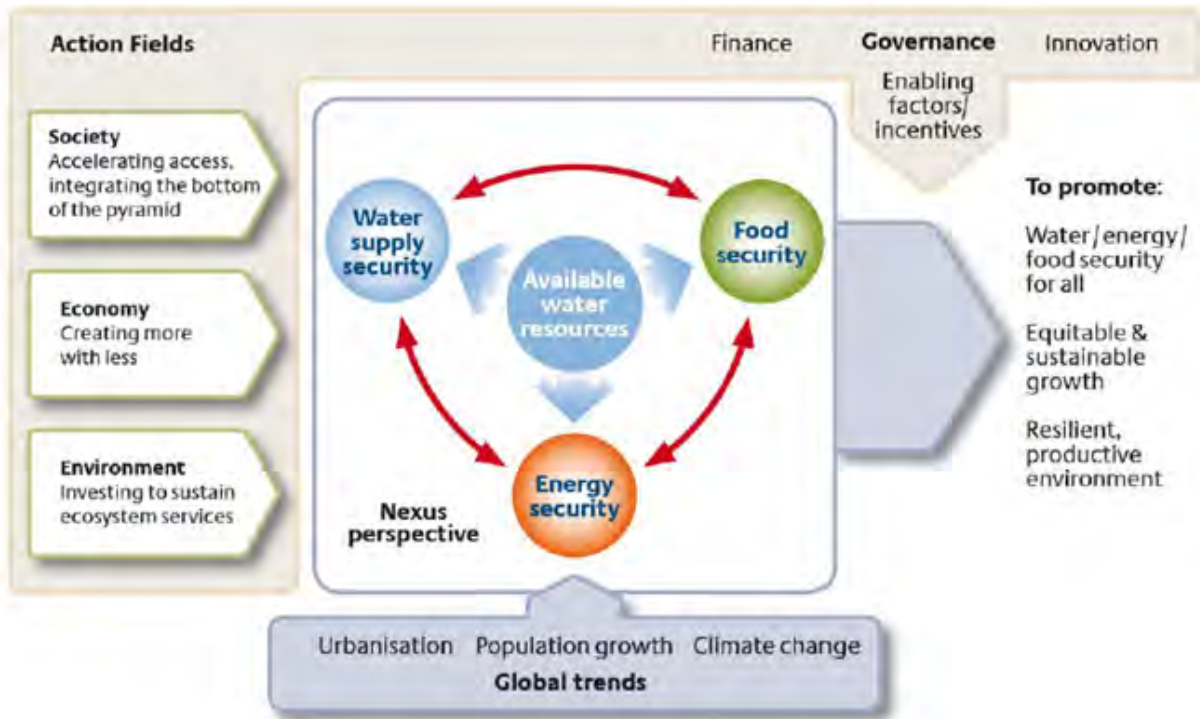 Action Fields
Finance
Governance
Innovation
Enabling
factors/
incentives
Society
Accelerating access,
integrating the bottom
of the pyramid
Economy
Creating more
with less
Environment
Investing to sustain
ecosystem services
Water
supply
security
Available
water
resources
Food
security
Energy
security
Nexus
perspective
To promote:
Water/energy/
food security
for all
Equitable &
sustainable
growth
Resilient,
productive
environment
Urbanisation Population growth Climate change
Global trends